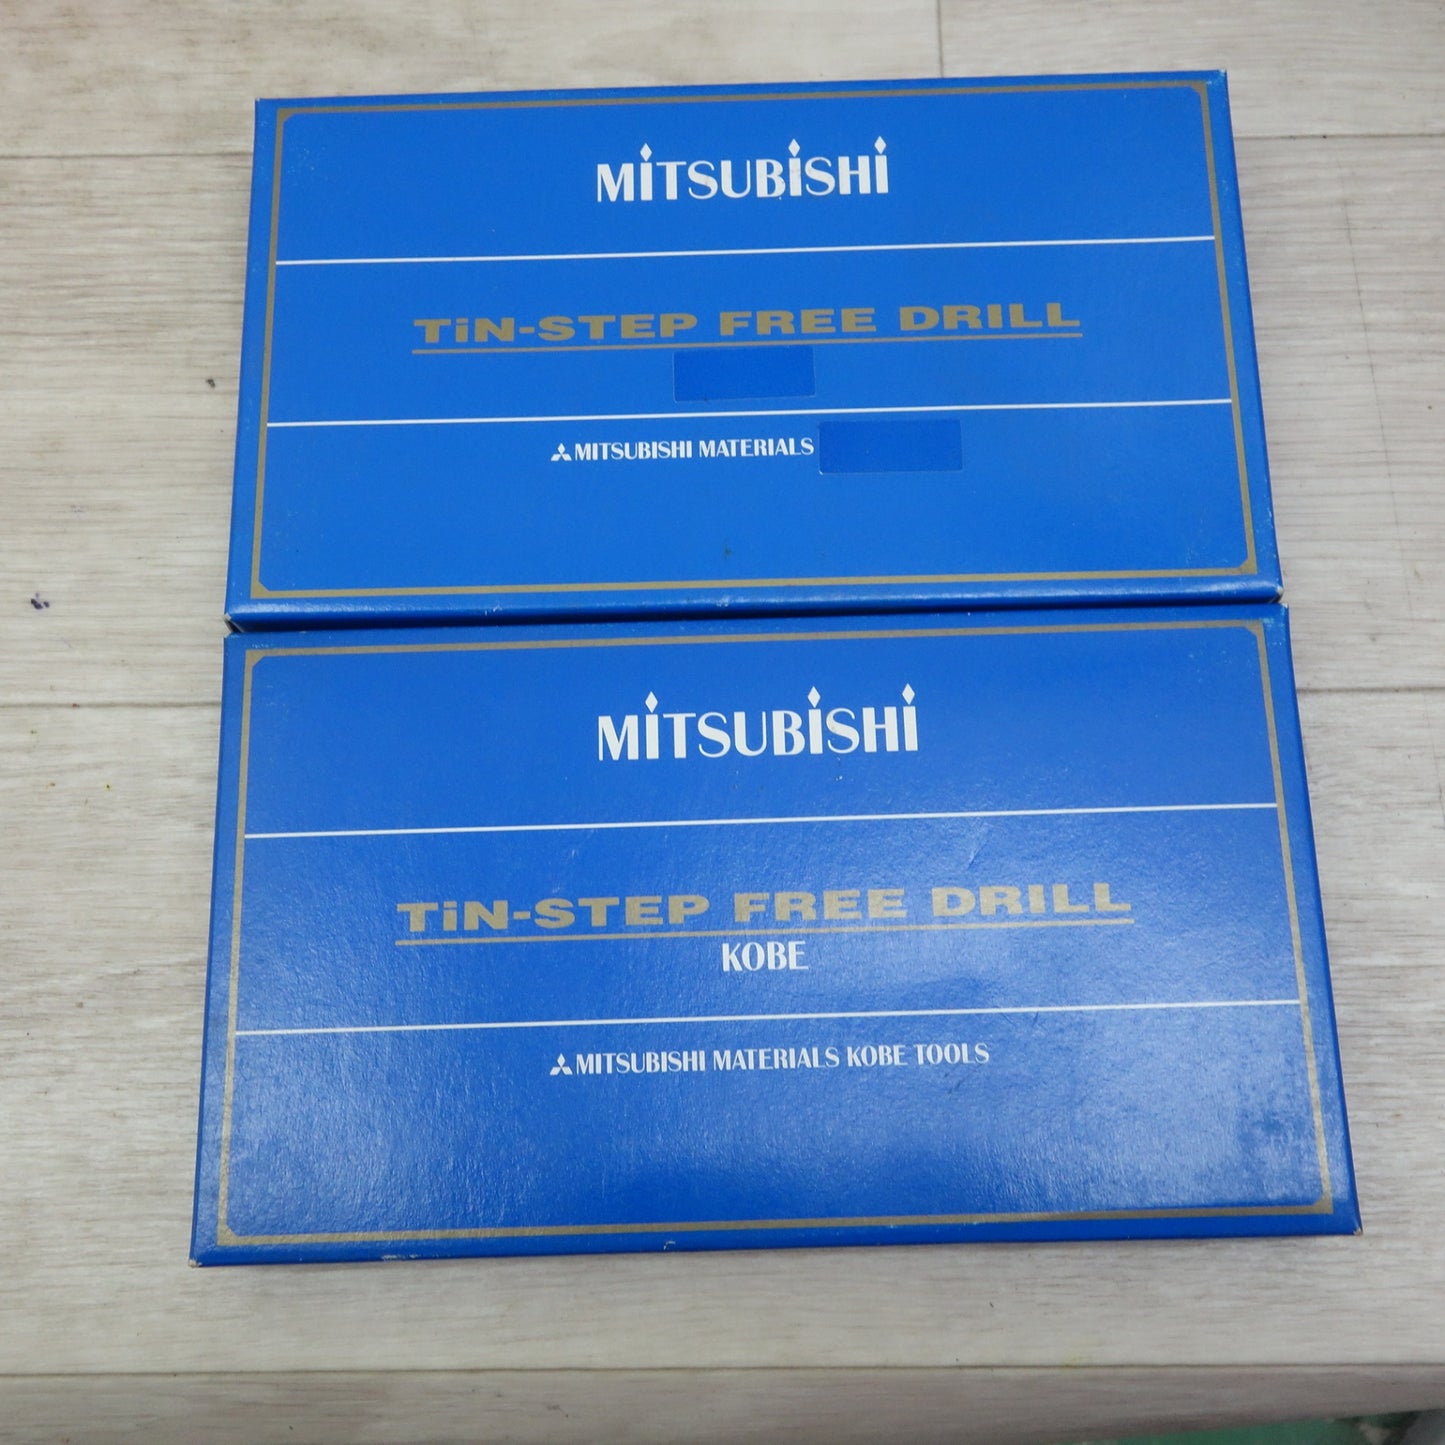 MiTSUBiSHi
TiN-STEP FREE DRILL
MITSUBISHI MATERIALS
MiTSUBiSHi
TiN-STEP FREE DRILL
KOBE
MITSUBISHI MATERIALS KOBE TOOLS